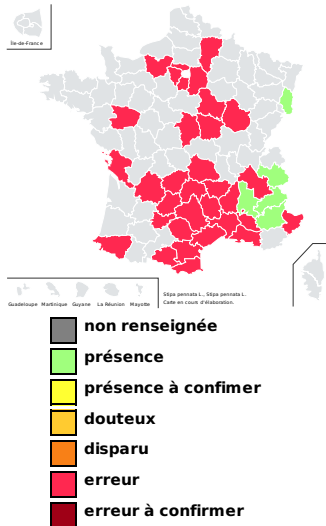 Île-de-France
Guadeloupe Martinique Guyane La Réunion Mayotte
Stipa pennata L., Stipa pennata L.
Carte en cours d'élaboration.
non renseignée
présence
présence à confimer
douteux
disparu
erreur
erreur à confirmer